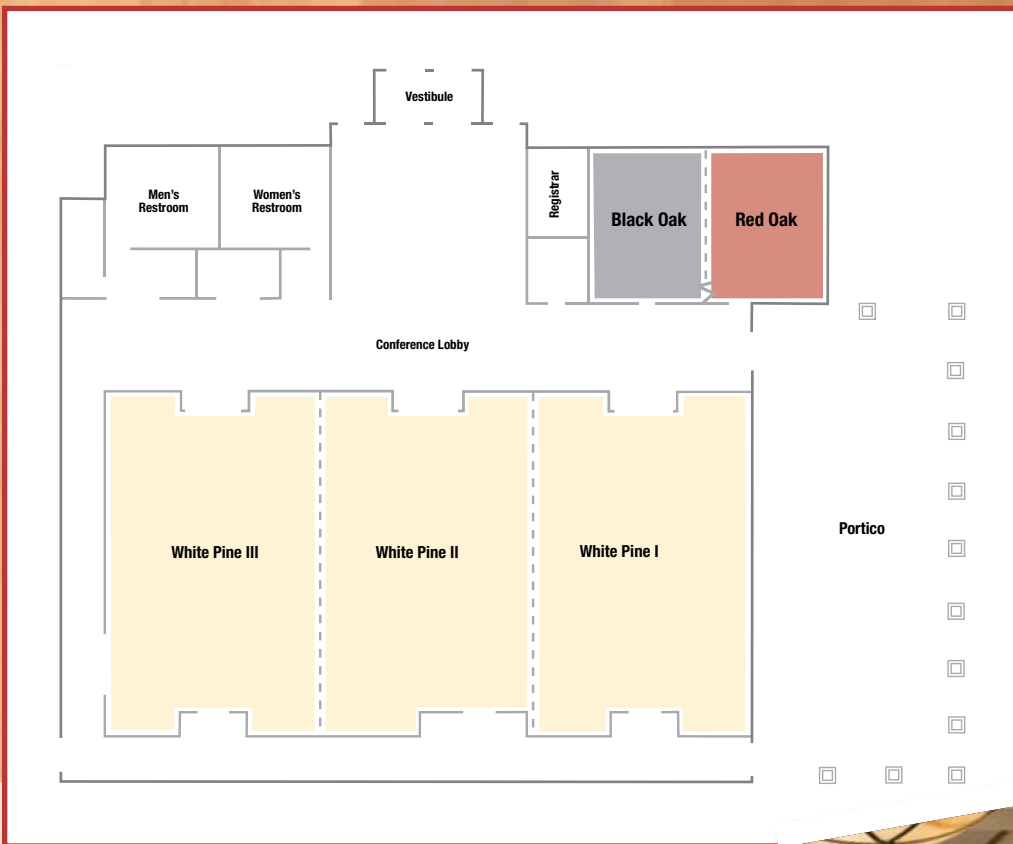 Vestibule
Men's
Restroom
Women's
Restroom
Registrar
Black Oak
Red Oak
Conference Lobby
White Pine III
White Pine II
White Pine I
Portico